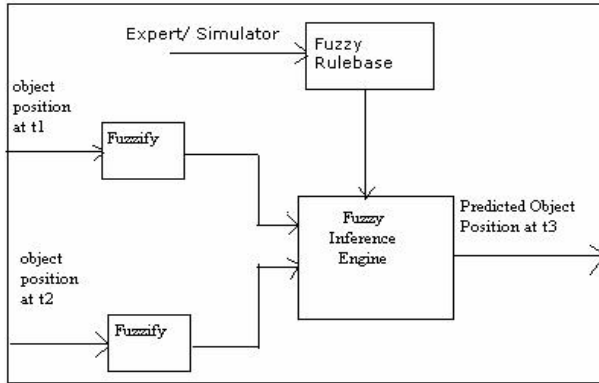 Expert/ Simulator
Fuzzy
Rulebase
object
position
at t1
Fuzzify
Fuzzy
Inference
Engine
Predicted Object
Position at t3
object
position
at t2
Fuzzify